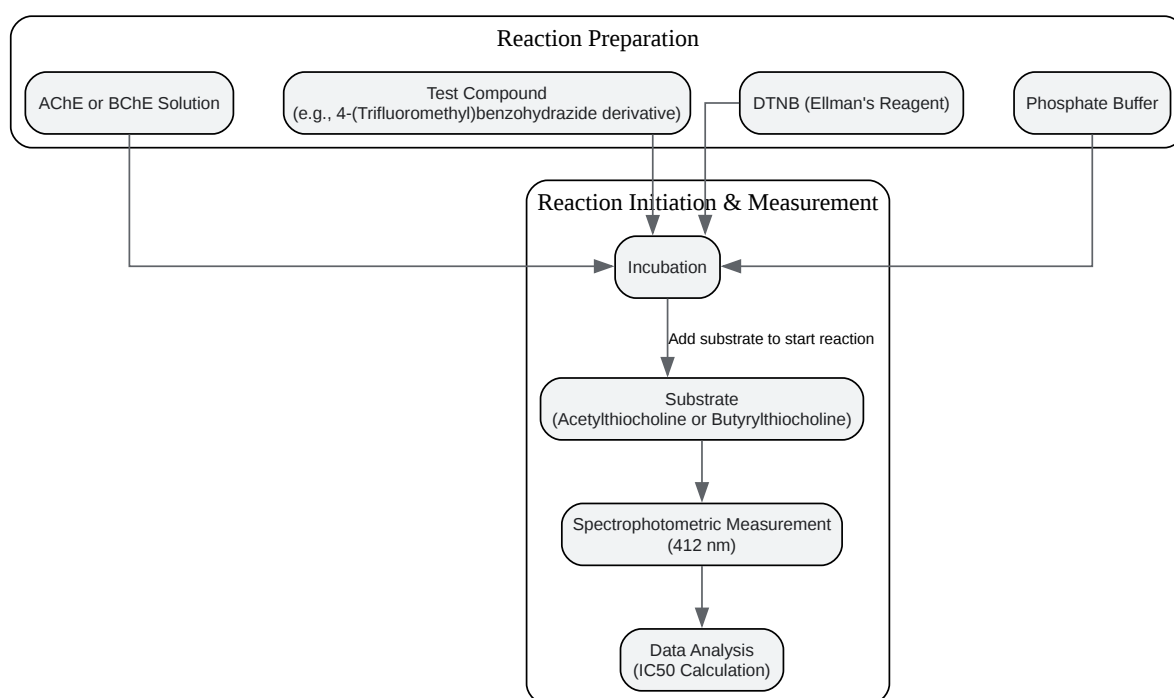 Reaction Preparation
AChE or BChE Solution
Test Compound
(e.g., 4-(Trifluoromethyl)benzohydrazide derivative)
DTNB (Ellman's Reagent)
Phosphate Buffer
Reaction Initiation & Measurement
Incubation
Add substrate to start reaction
Substrate
(Acetylthiocholine or Butyrylthiocholine)
Spectrophotometric Measurement
(412 nm)
Data Analysis
(IC50 Calculation)